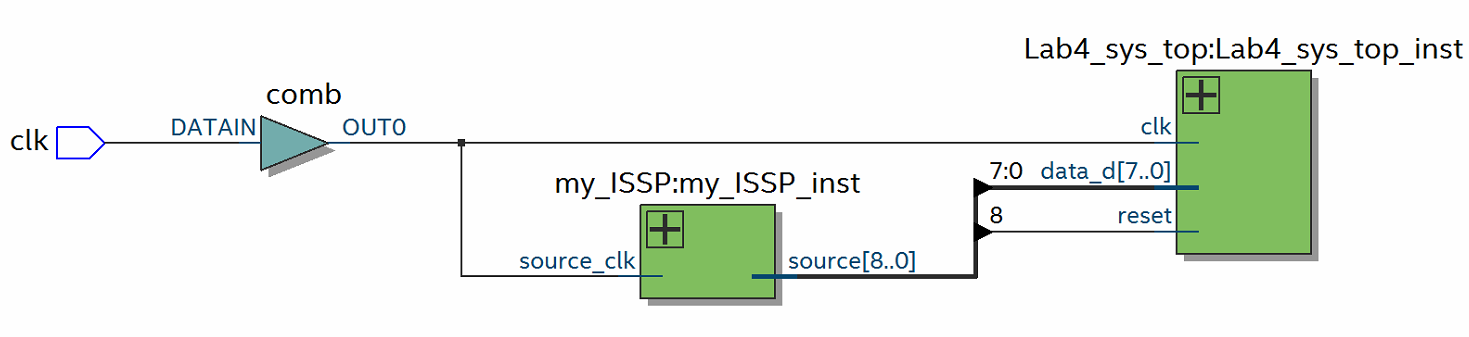 Lab4_sys_top:Lab4_sys_top_inst
comb
clk
DATAIN
OUT0
clk
my_ISSP:my_ISSP_inst
7:0
data_d[7..0]
8
reset
source_clk
source[8..0]